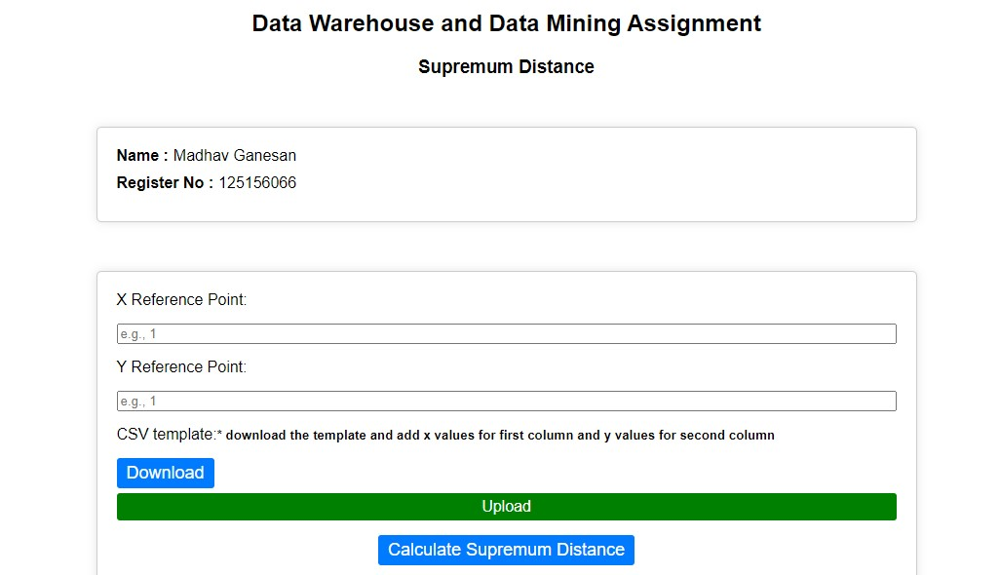 Data Warehouse and Data Mining Assignment
Supremum Distance
Name : Madhav Ganesan
Register No : 125156066
X Reference Point:
e.g., 1
Y Reference Point:
e.g., 1
CSV template:* download the template and add x values for first column and y values for second column
Download
Upload
Calculate Supremum Distance